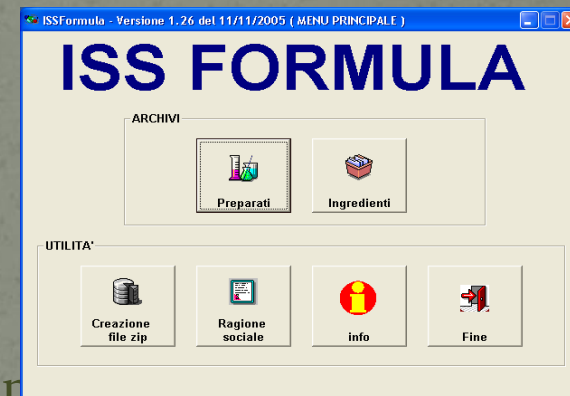 ISSFormula - Versione 1.26 del 11/11/2005 ( MENU PRINCIPALE )
ISS FORMULA
ARCHIVI
Preparati
Ingredienti
UTILITA'
Creazione
file zip
Ragione
sociale
info
Fine